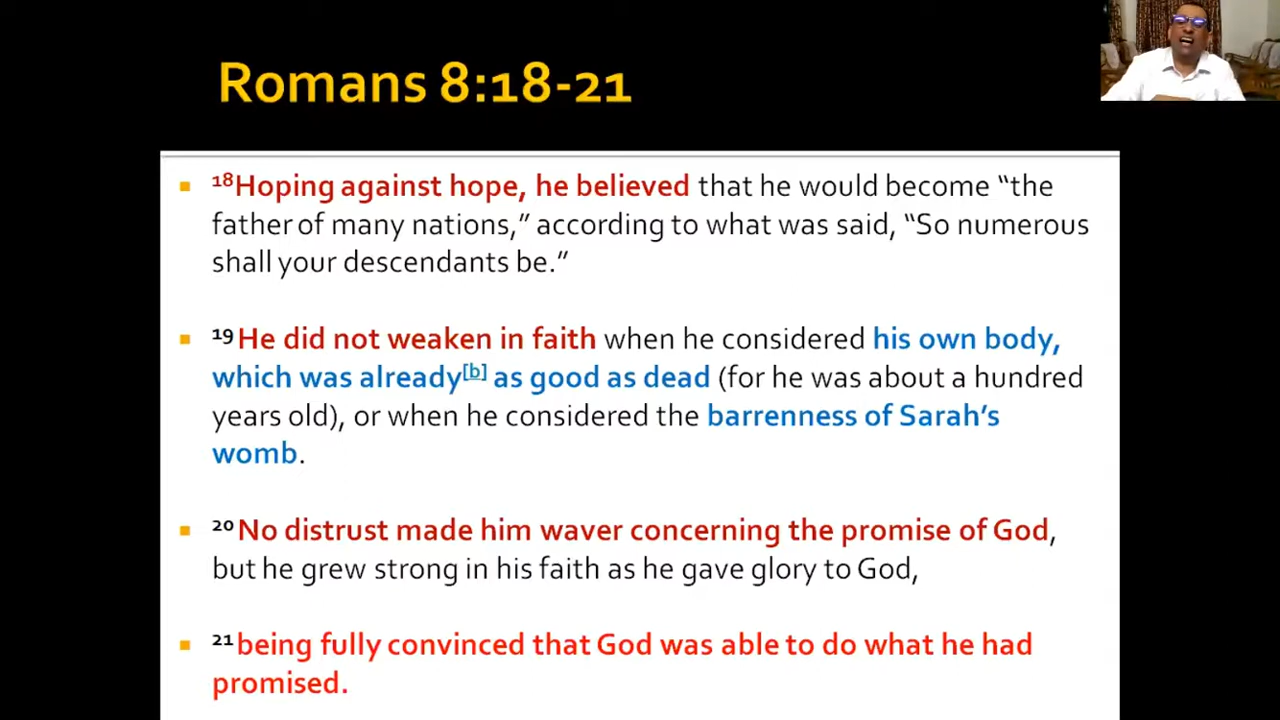 Romans 8:18-21
18Hoping against hope, he believed that he would become “the
father of many nations,” according to what was said, “So numerous
shall your descendants be.”
19He did not weaken in faith when he considered his own body,
which was already[b] as good as dead (for he was about a hundred
years old), or when he considered the barrenness of Sarah’s
womb.
20No distrust made him waver concerning the promise of God,
but he grew strong in his faith as he gave glory to God,
21being fully convinced that God was able to do what he had
promised.